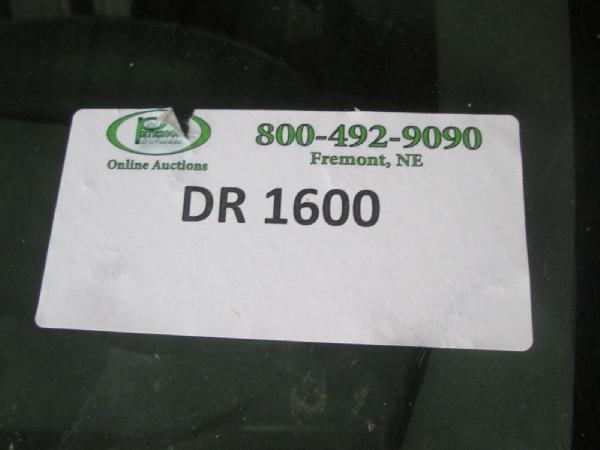 800-492-9090
Fremont, NE
Online Auctions
DR 1600